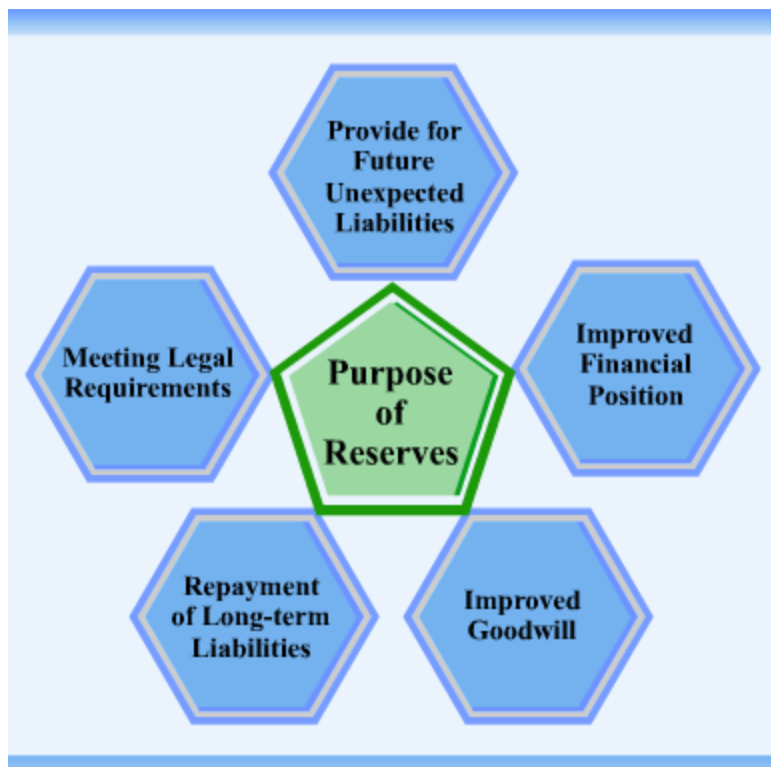 Provide for
Future
Unexpected
Liabilities
Improved
Financial
Position
Improved
Goodwill
Repayment
of Long-term
Liabilities
Meeting Legal
Requirements
Purpose
of
Reserves